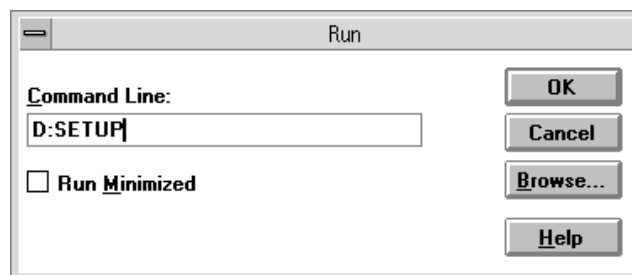 Run
Command Line:
D:SETUP
Run Minimized
OK
Cancel
Browse...
Help